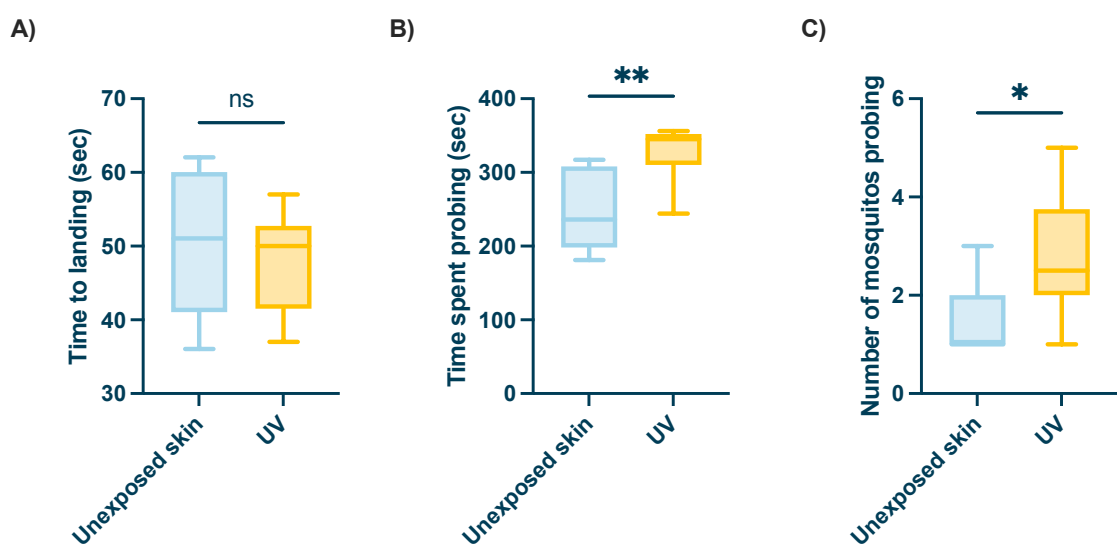 A)
B)
C)
Time to landing (sec)
70
60
50
40
30
ns
Unexposed skin
UV
Time spent probing (sec)
400
300
200
100
0
**
Unexposed skin
UV
Number of mosquitos probing
6
4
2
0
*
Unexposed skin
UV